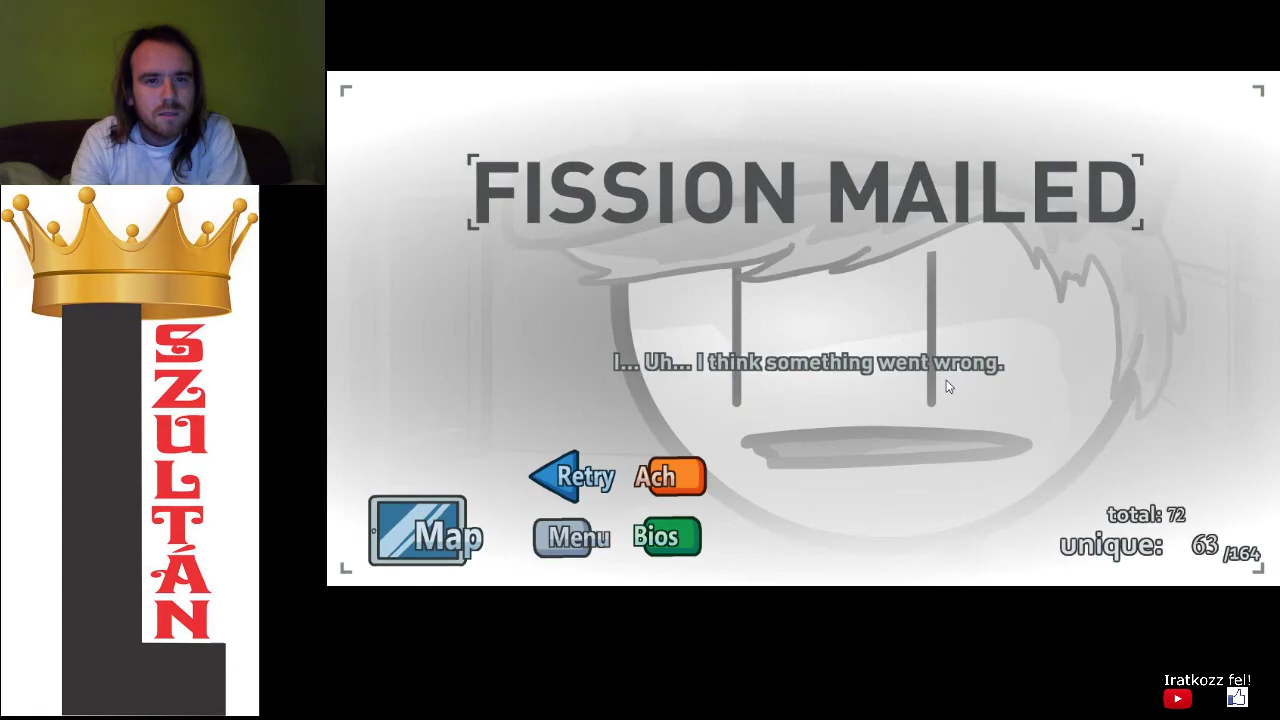 SZULTÁN
FISSION MAILED
I... Uh... I think something went wrong.
Retry
Ach
Map
Menu
Bios
total: 72
unique: 63 /164
Iratkozz fel!